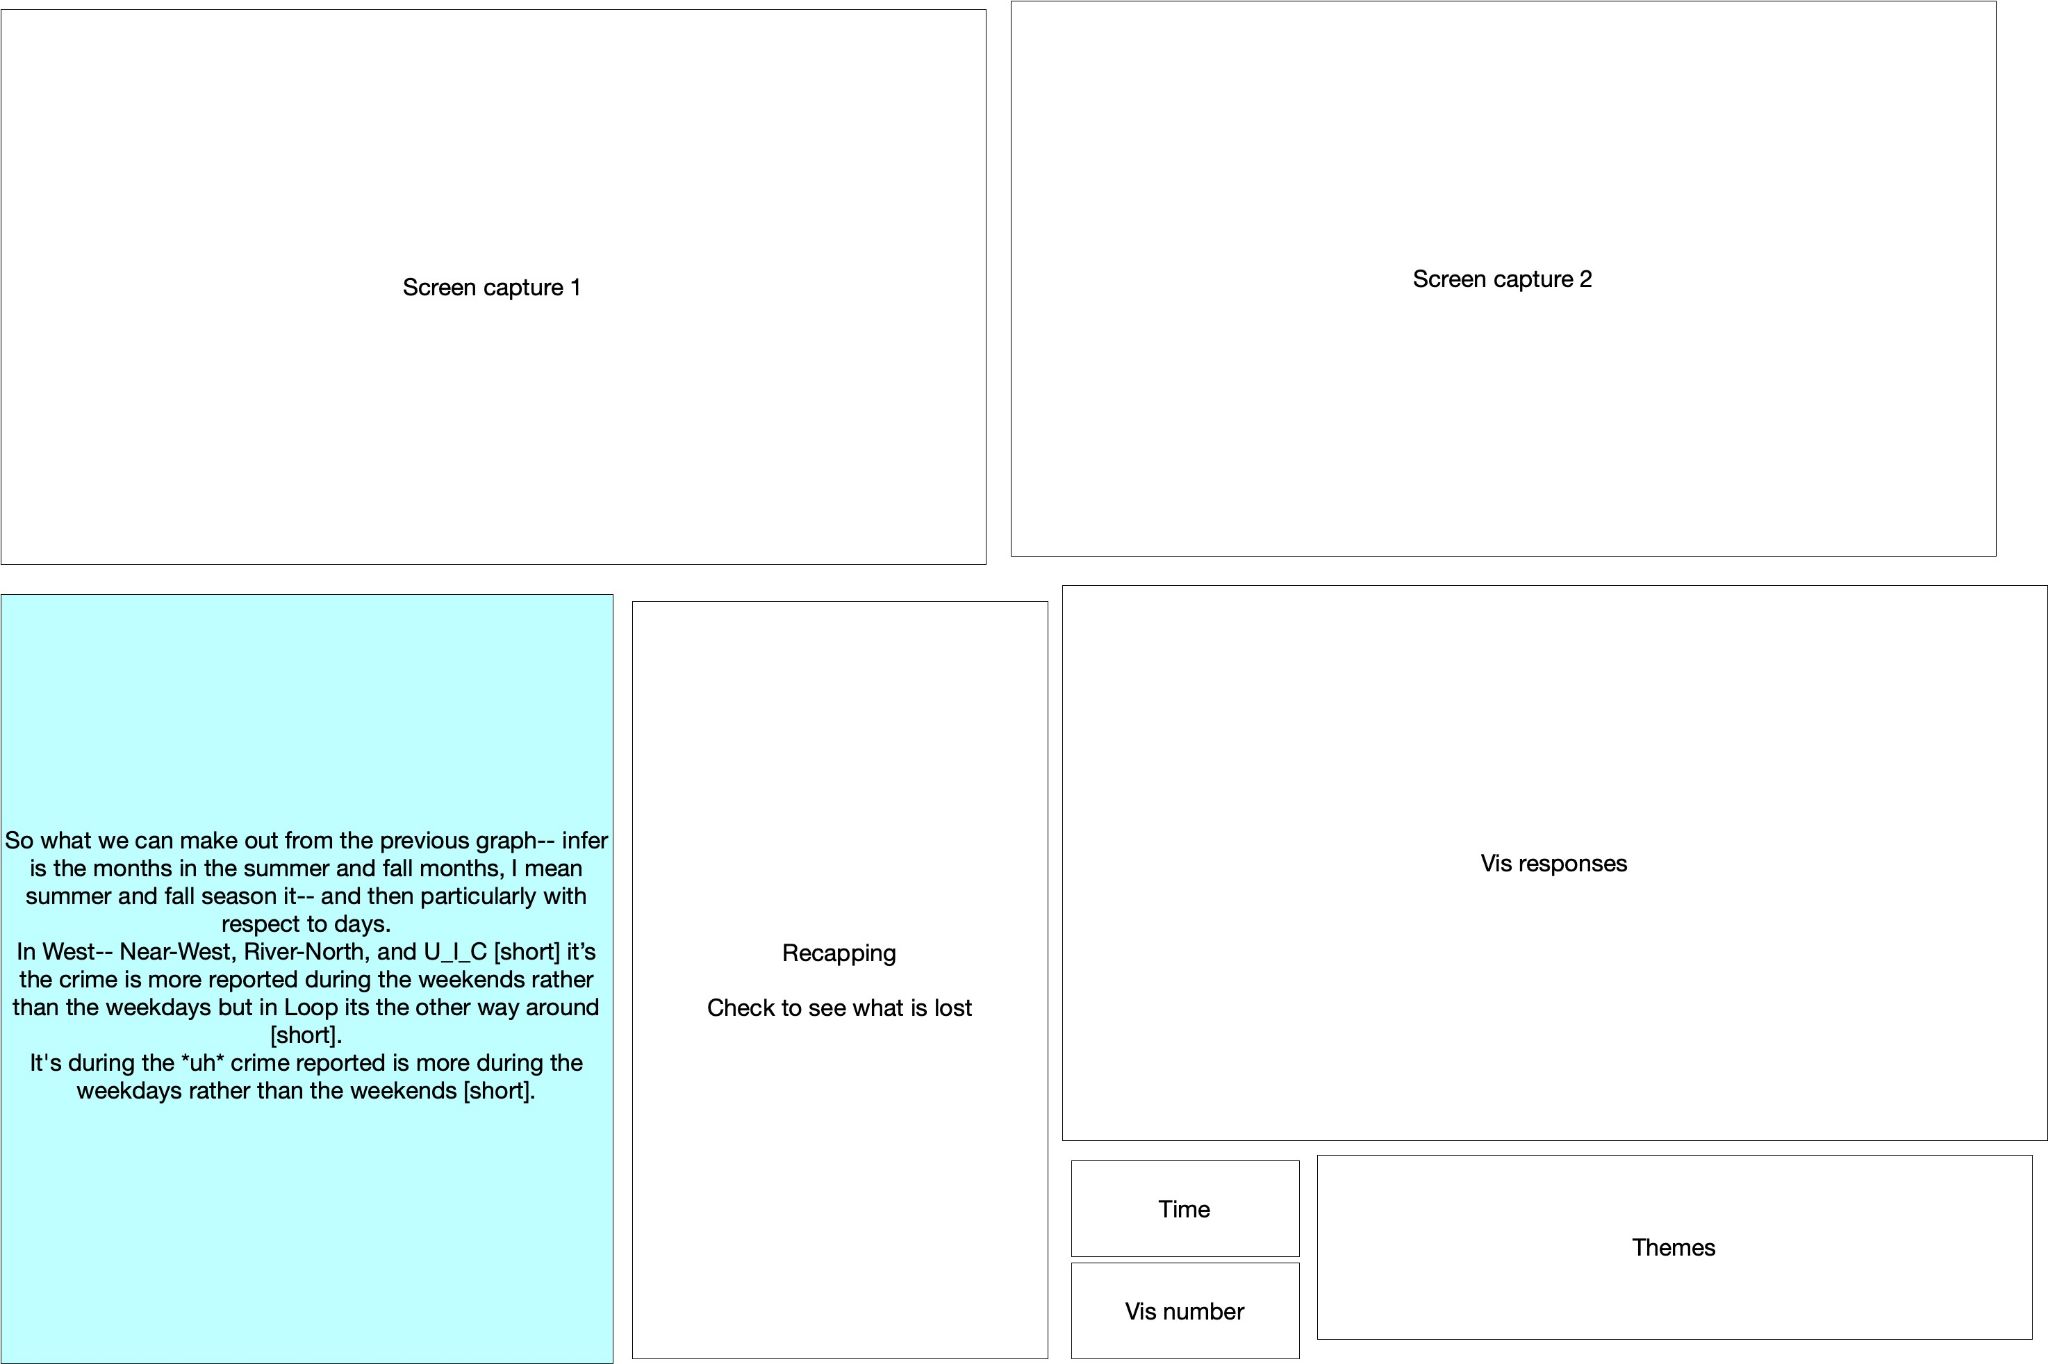 Screen capture 1
Screen capture 2
So what we can make out from the previous graph-- infer
is the months in the summer and fall months, I mean
summer and fall season it-- and then particularly with
respect to days.
In West-- Near-West, River-North, and U_I_C [short] it’s
the crime is more reported during the weekends rather
than the weekdays but in Loop its the other way around
[short].
It's during the *uh* crime reported is more during the
weekdays rather than the weekends [short].
Recapping
Check to see what is lost
Vis responses
Time
Vis number
Themes